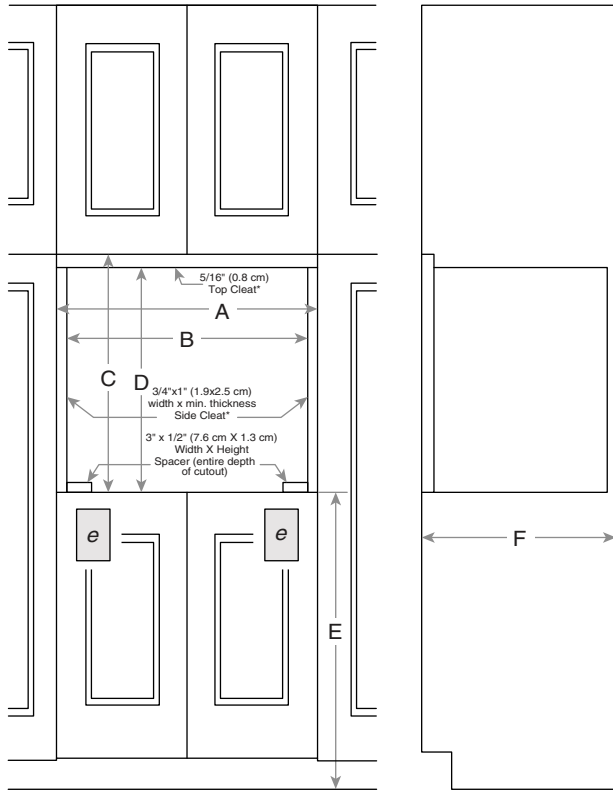 5/16" (0.8 cm)
Top Cleat*
A
B
C
D
3/4"x1" (1.9x2.5 cm)
width x min. thickness
Side Cleat*
3" x 1/2" (7.6 cm X 1.3 cm)
Width X Height
Spacer (entire depth
of cutout)
e
e
F
E